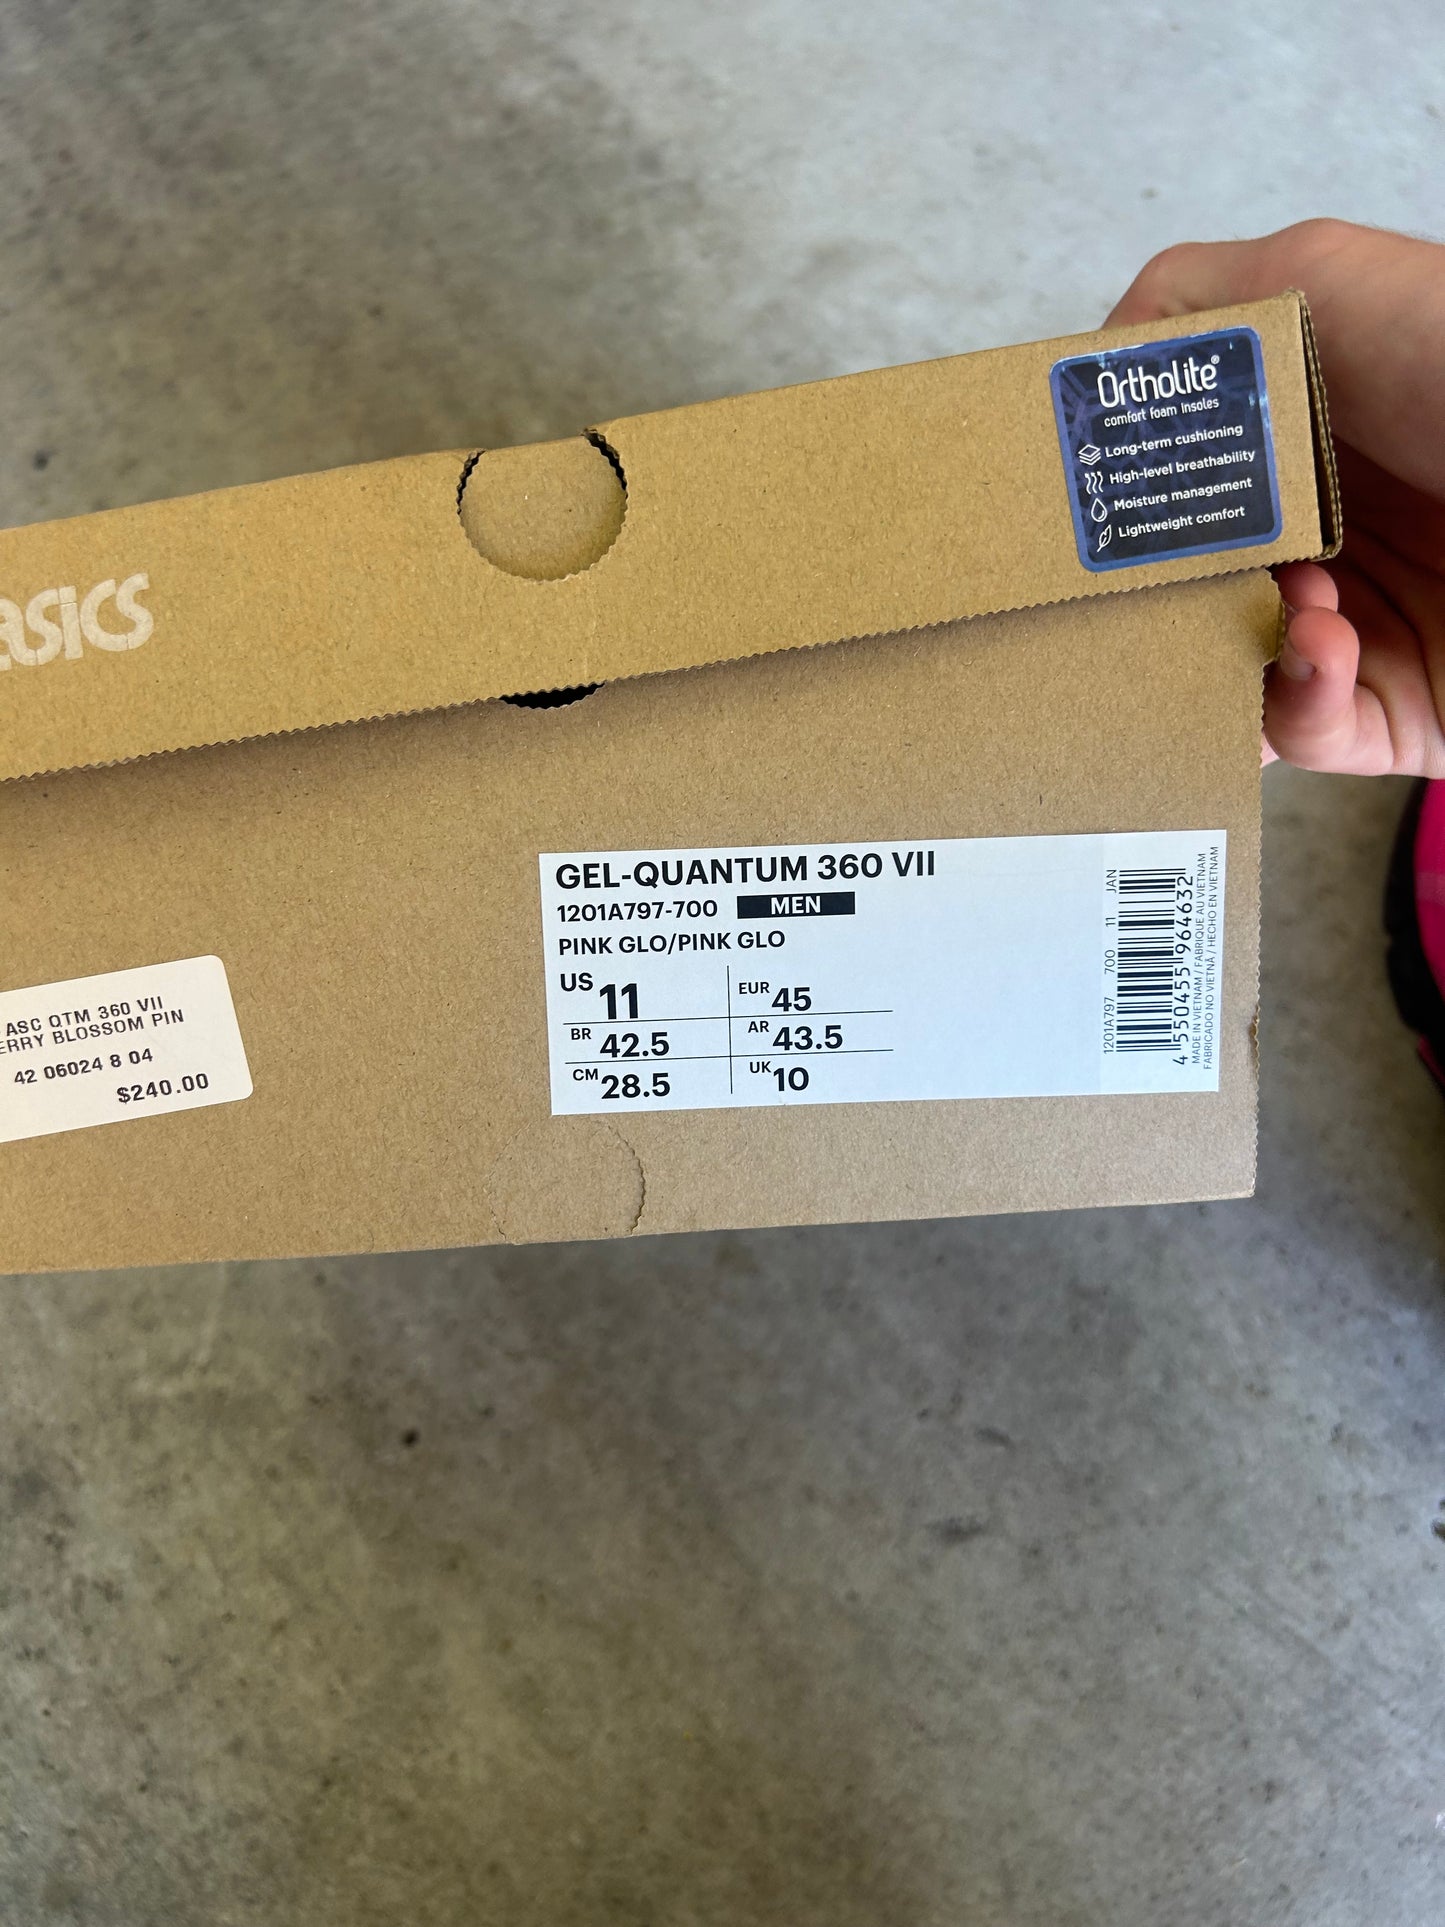 asics
Ortholite®
comfort foam insoles
Long-term cushioning
High-level breathability
Moisture management
Lightweight comfort
GEL-QUANTUM 360 VII
1201A797-700 MEN
PINK GLO/PINK GLO
US 11 EUR 45
BR 42.5 AR 43.5
CM 28.5 UK 10
1201A797 700 11 JAN
4 550455 964632
MADE IN VIETNAM / FABRIQUE AU VIETNAM
FABRICADO NO VIETNÃ / HECHO EN VIETNAM
ASC QTM 360 VII
ERRY BLOSSOM PIN
42 06024 8 04
$240.00